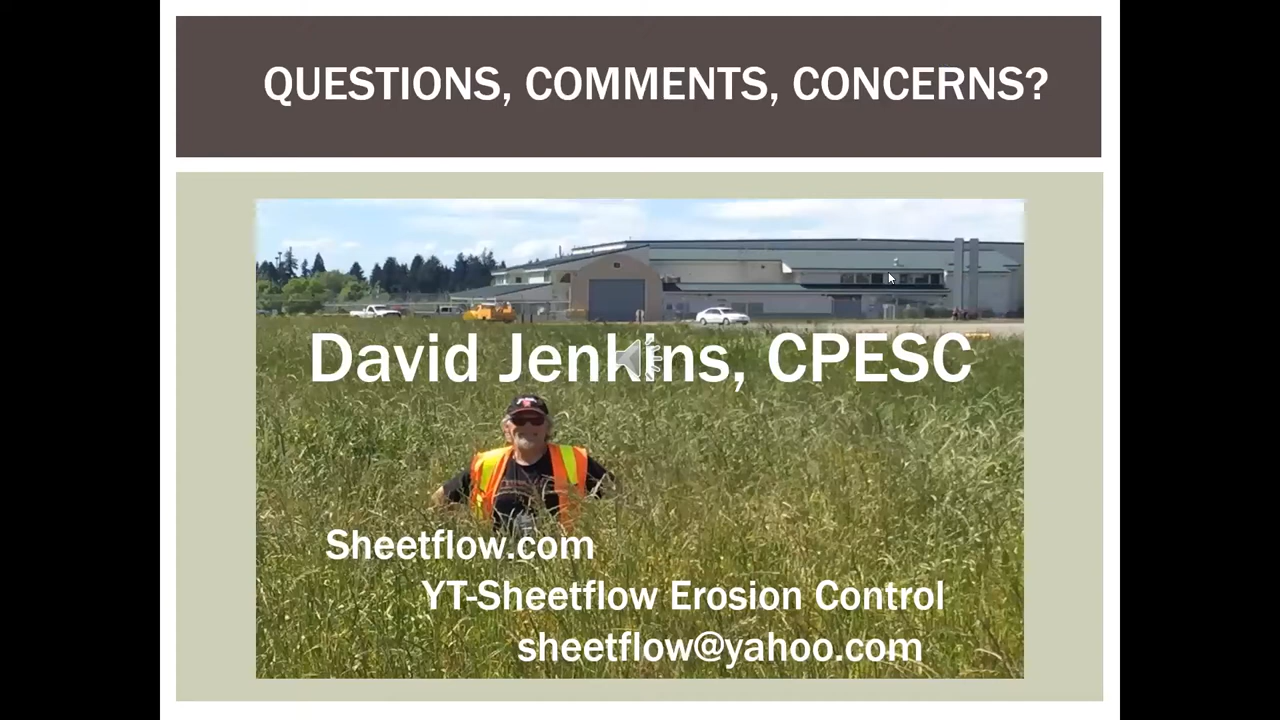 QUESTIONS, COMMENTS, CONCERNS?
David Jenkins, CPESC
Sheetflow.com
YT-Sheetflow Erosion Control
sheetflow@yahoo.com